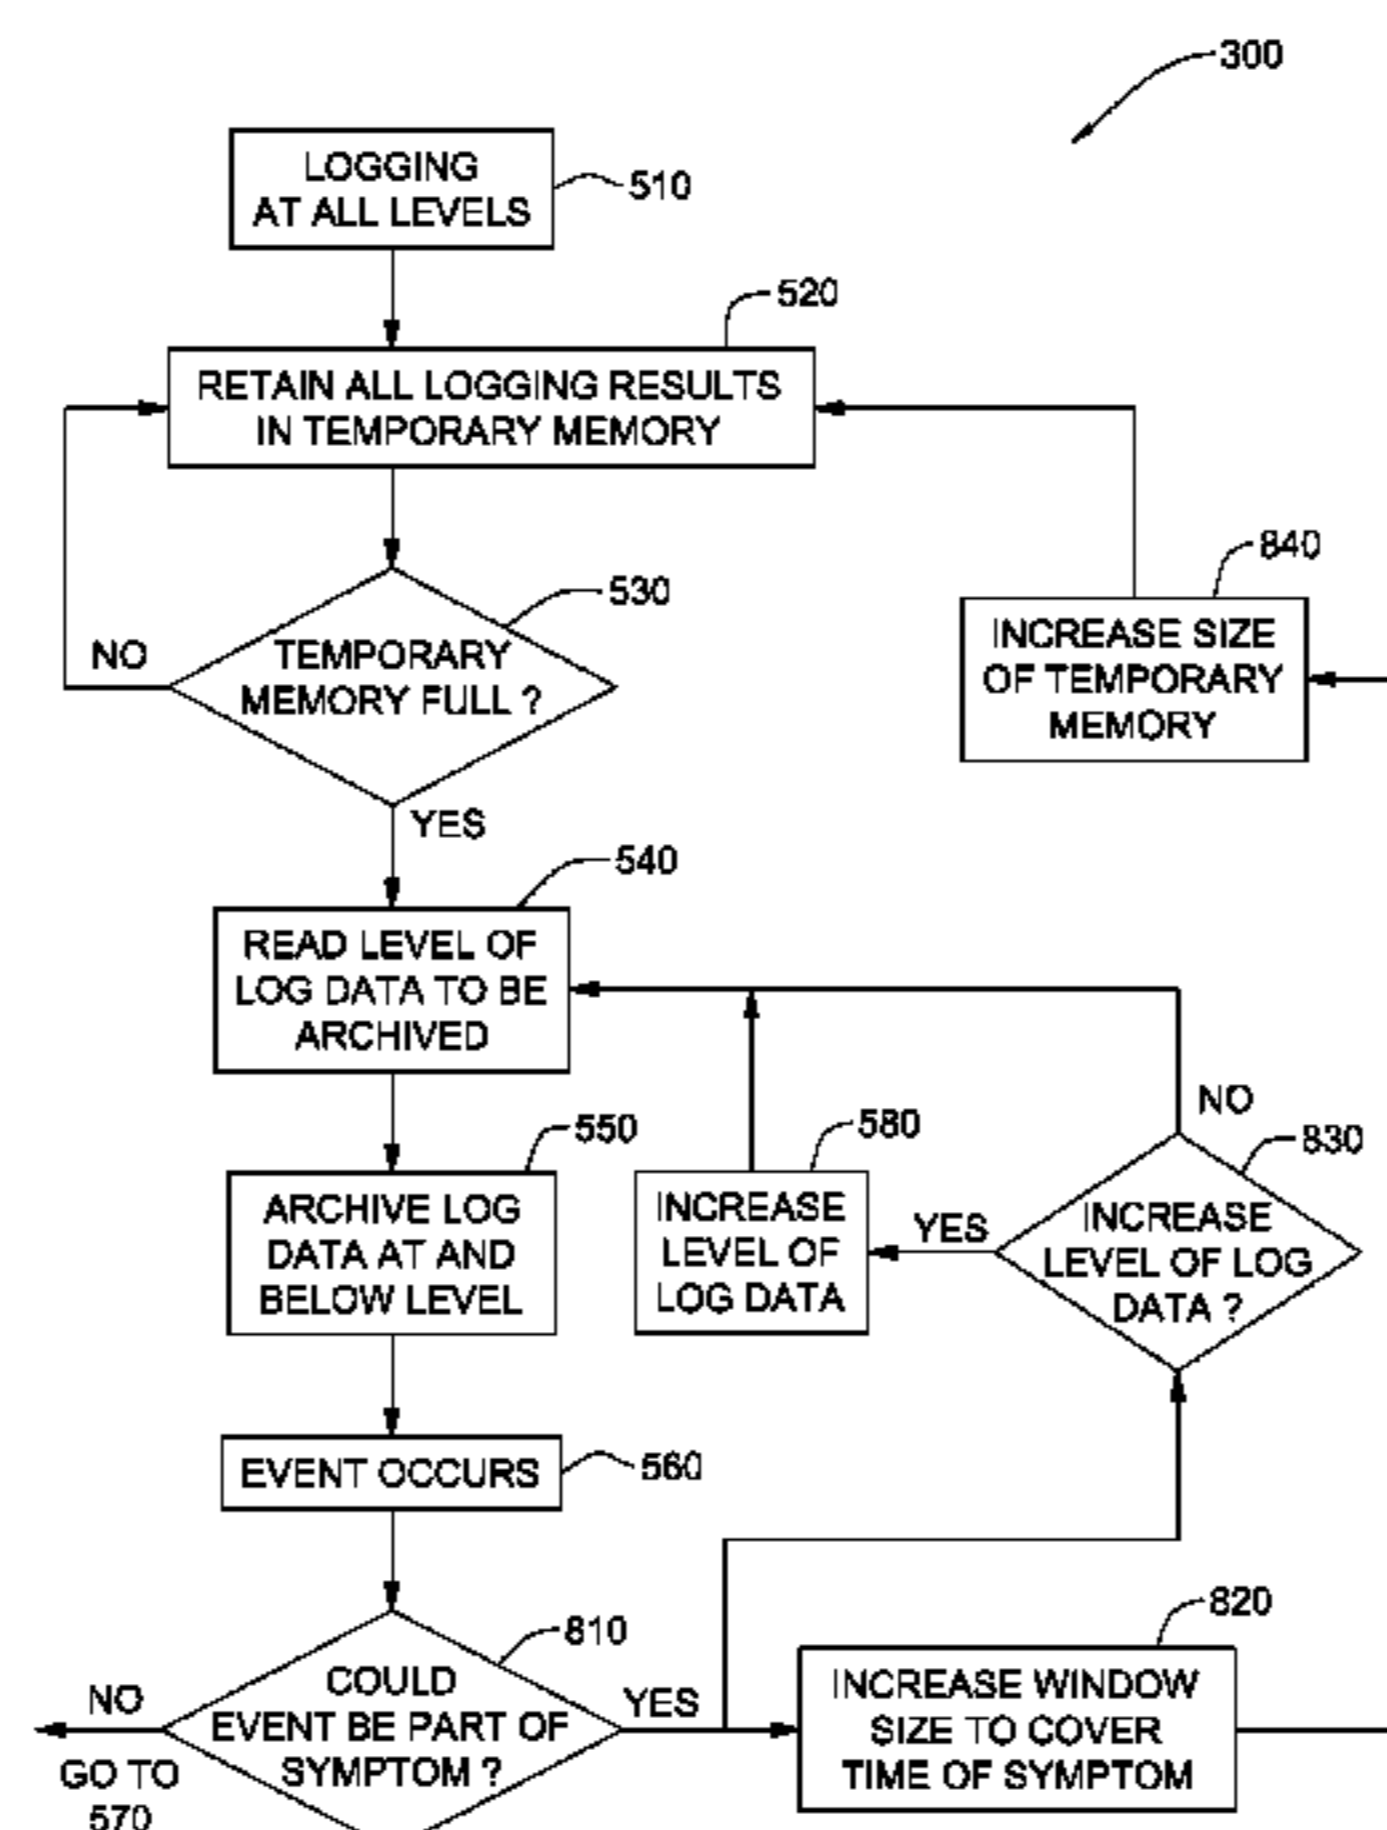 300
LOGGING
AT ALL LEVELS
510
520
RETAIN ALL LOGGING RESULTS
IN TEMPORARY MEMORY
530
NO
TEMPORARY
MEMORY FULL ?
YES
840
INCREASE SIZE
OF TEMPORARY
MEMORY
540
READ LEVEL OF
LOG DATA TO BE
ARCHIVED
550
ARCHIVE LOG
DATA AT AND
BELOW LEVEL
580
INCREASE
LEVEL OF
LOG DATA
NO
830
YES
INCREASE
LEVEL OF LOG
DATA ?
EVENT OCCURS
560
810
COULD
EVENT BE PART OF
SYMPTOM ?
NO
GO TO
570
YES
820
INCREASE WINDOW
SIZE TO COVER
TIME OF SYMPTOM